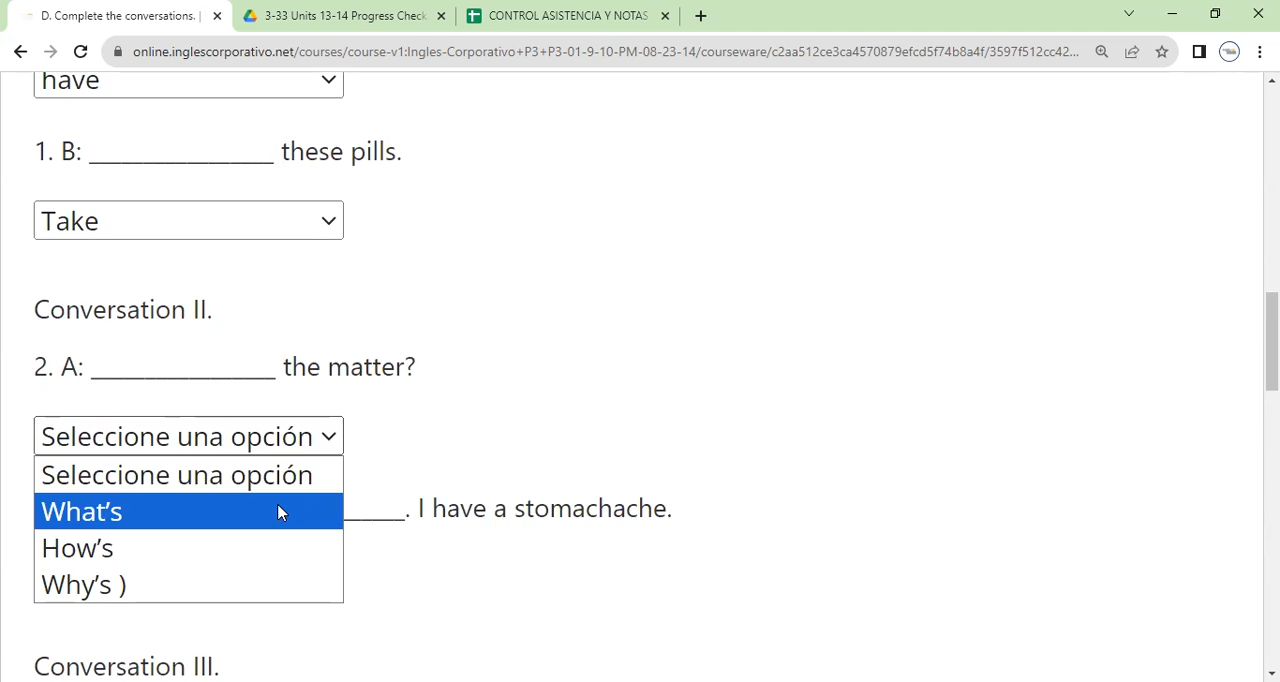 D. Complete the conversations. |
3-33 Units 13-14 Progress Check
CONTROL ASISTENCIA Y NOTAS
online.inglescorporativo.net/courses/course-v1:Ingles-Corporativo+P3+P3-01-9-10-PM-08-23-14/courseware/c2aa512ce3ca4570879efcd5f74b8a4f/3597f512cc42...
have
1. B: ________________ these pills.
Take
Conversation II.
2. A: ________________ the matter?
Seleccione una opción
Seleccione una opción
What's
_____. I have a stomachache.
How's
Why's )
Conversation III.